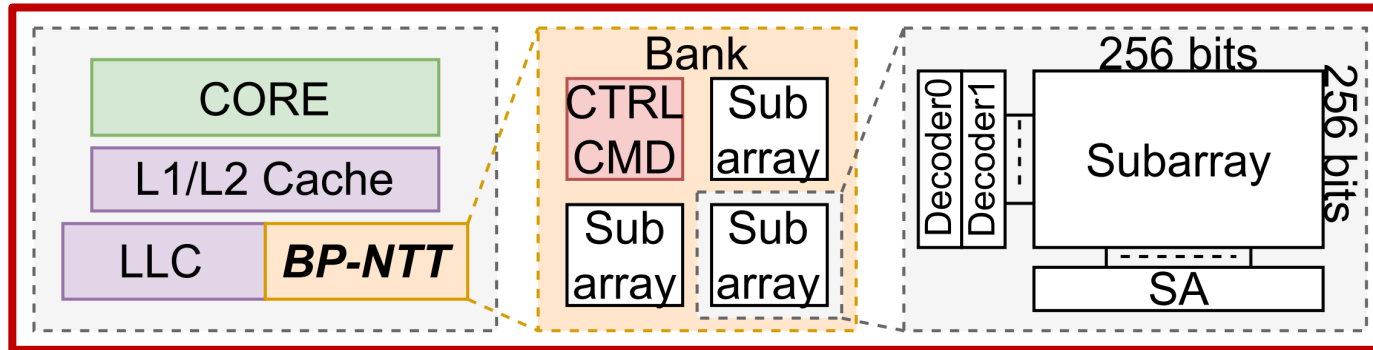 CORE
L1/L2 Cache
LLC
BP-NTT
Bank
CTRL
CMD
Sub
array
Sub
array
Sub
array
256 bits
256 bits
Decoder0
Decoder1
Subarray
SA